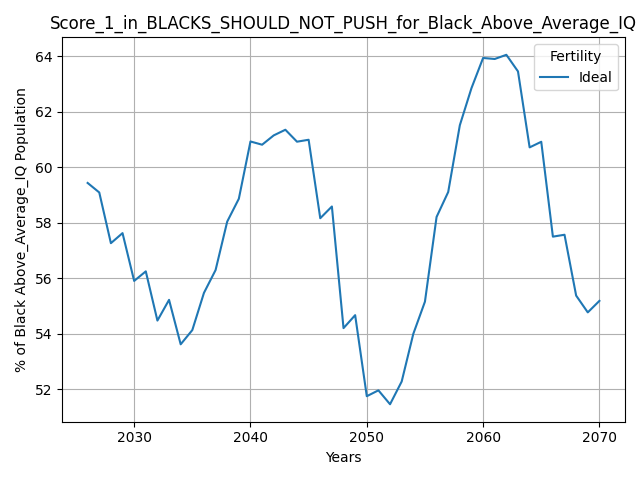 Score_1_in_BLACKS_SHOULD_NOT_PUSH_for_Black_Above_Average_IQ
Fertility
Ideal
% of Black Above_Average_IQ Population
64
62
60
58
56
54
52
2030
2040
2050
2060
2070
Years